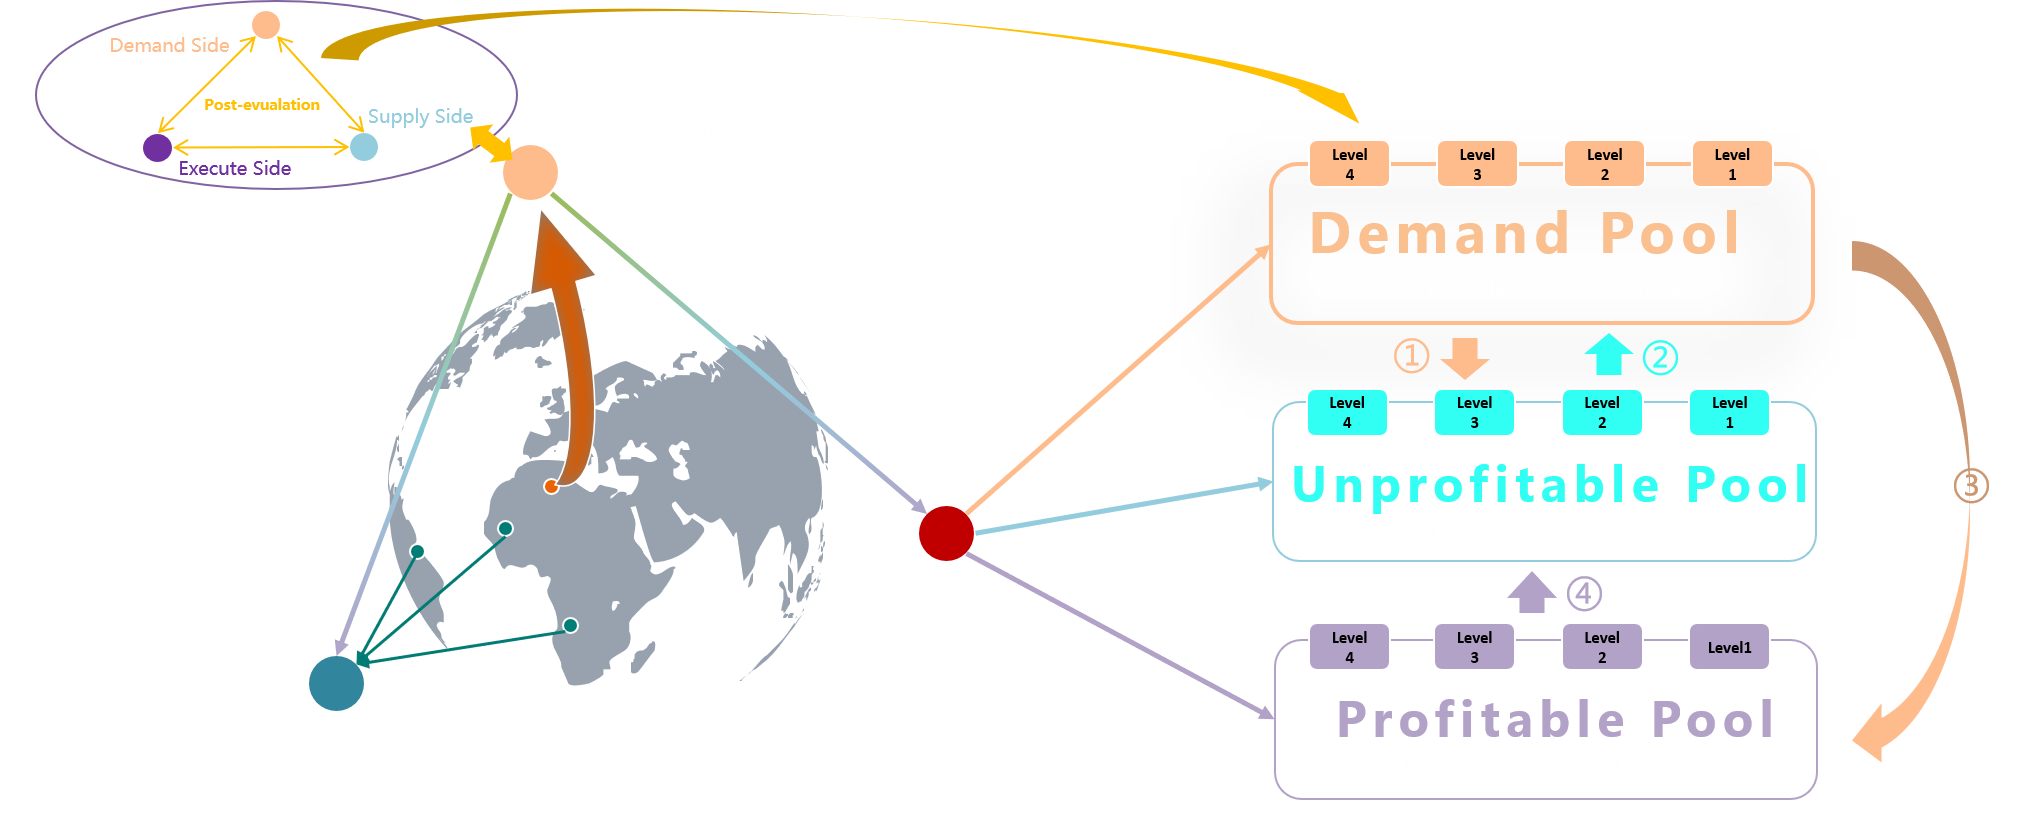 Demand Side
Post-evualation
Supply Side
Execute Side
Level
4
Level
3
Level
2
Level
1
Demand Pool
①
②
Level
4
Level
3
Level
2
Level
1
Unprofitable Pool
③
④
Level
4
Level
3
Level
2
Level1
Profitable Pool